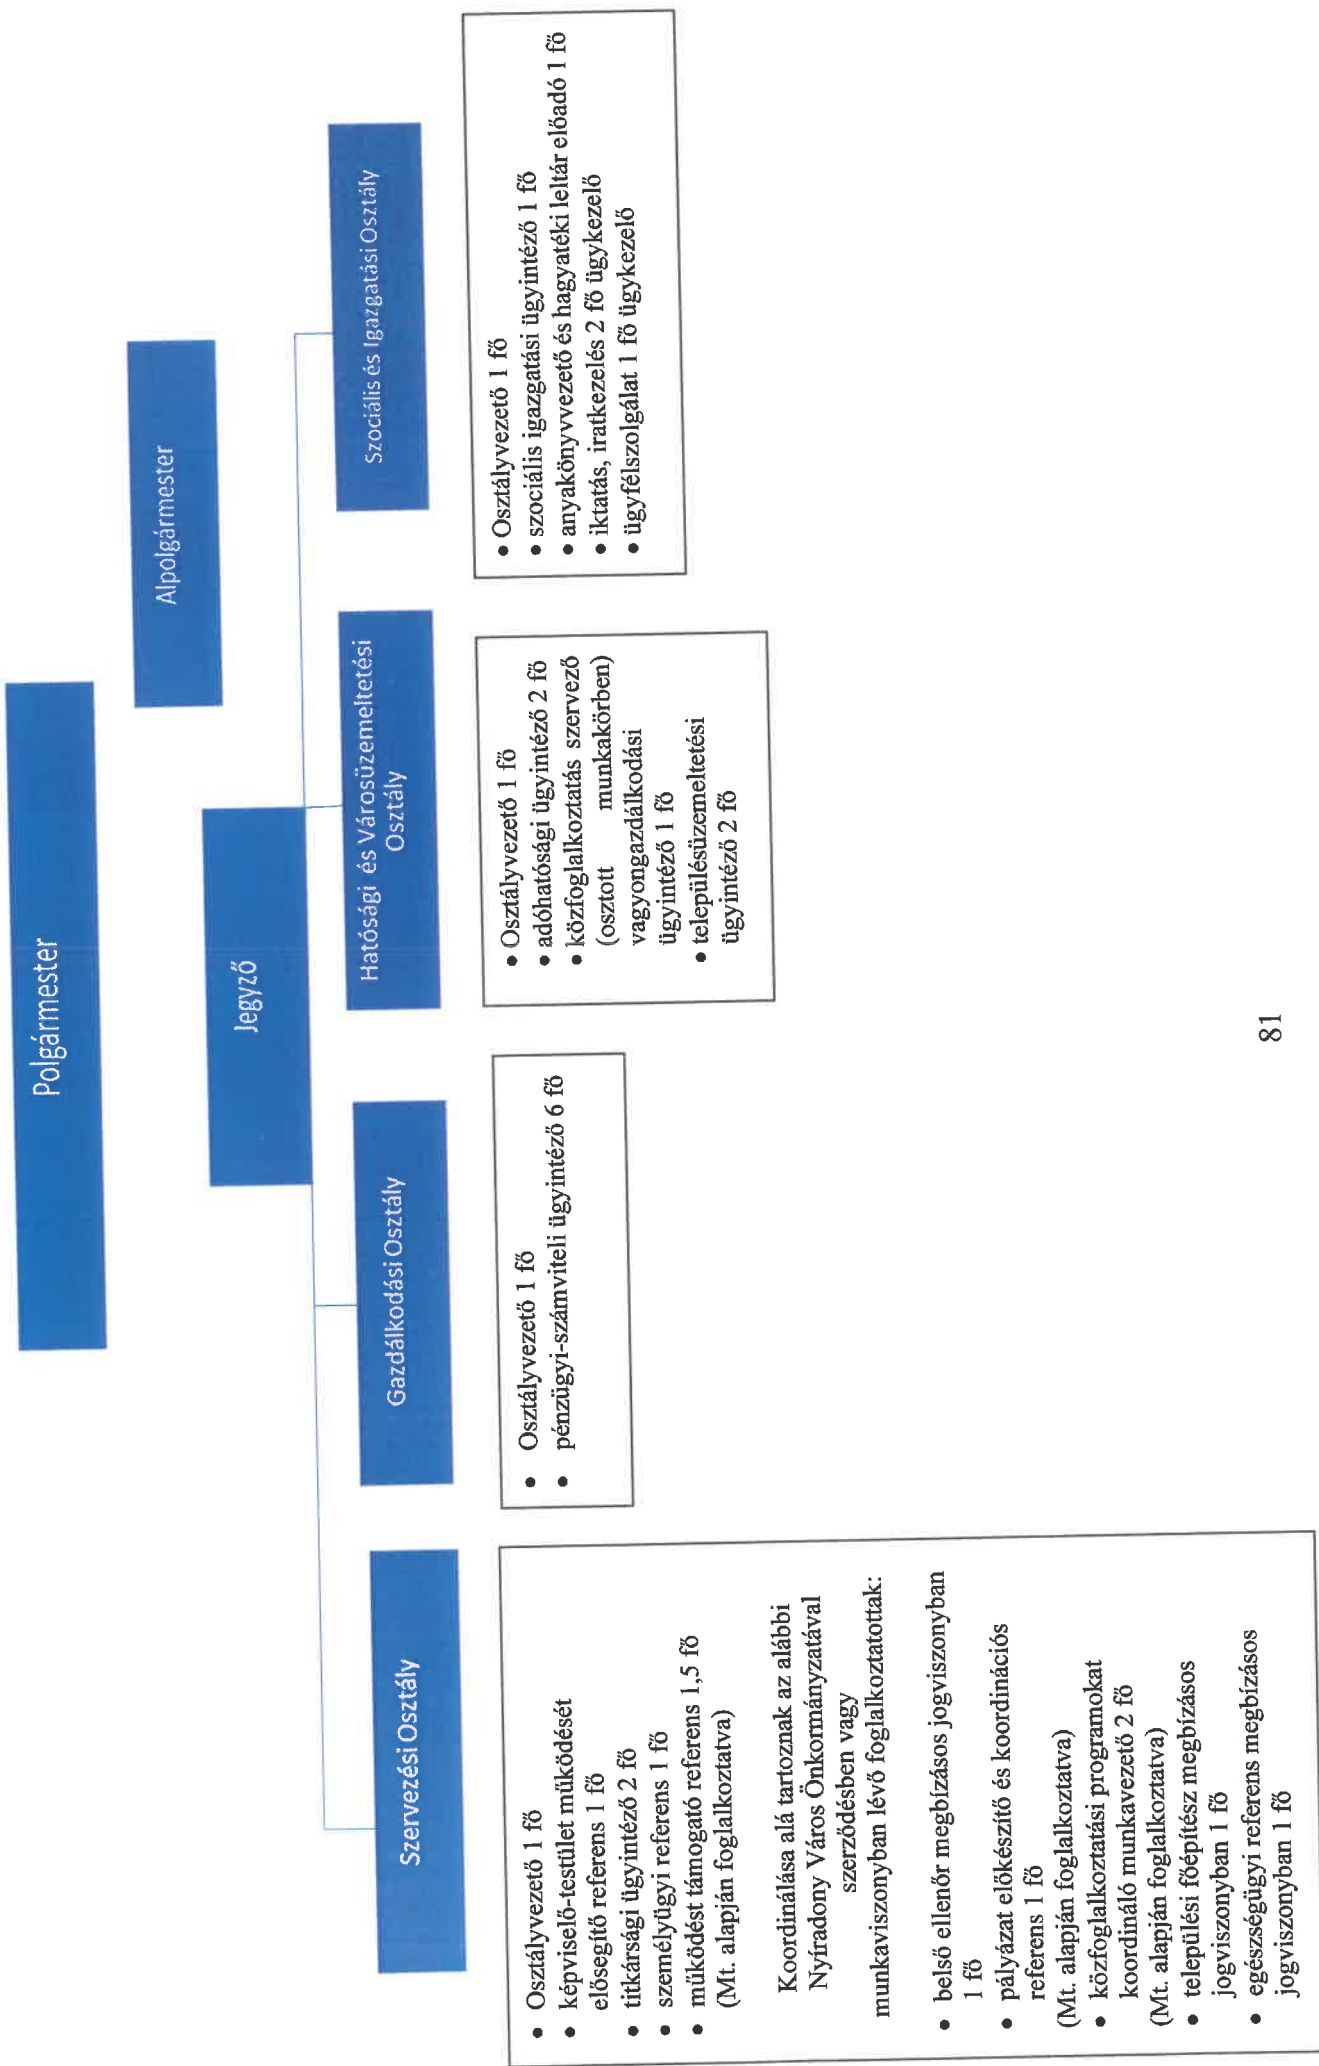 Polgármester
Alpolgármester
Jegyző
Szervezési Osztály
Gazdálkodási Osztály
Hatósági és Városüzemeltetési
Osztály
Szociális és Igazgatási Osztály
• Osztályvezető 1 fő
• képviselő-testület működését
elősegítő referens 1 fő
• titkársági ügyintéző 2 fő
• személyügyi referens 1 fő
• működést támogató referens 1,5 fő
(Mt. alapján foglalkoztatva)
Koordinálása alá tartoznak az alábbi
Nyíradony Város Önkormányzatával
szerződésben vagy
munkaviszonyban lévő foglalkoztatottak:
• belső ellenőr megbízásos jogviszonyban
1 fő
• pályázat előkészítő és koordinációs
referens 1 fő
(Mt. alapján foglalkoztatva)
• közfoglalkoztatási programokat
koordináló munkavezető 2 fő
(Mt. alapján foglalkoztatva)
• települési főépítész megbízásos
jogviszonyban 1 fő
• egészségügyi referens megbízásos
jogviszonyban 1 fő
• Osztályvezető 1 fő
• pénzügyi-számviteli ügyintéző 6 fő
• Osztályvezető 1 fő
• adóhatósági ügyintéző 2 fő
• közfoglalkoztatás szervező
(osztott munkakörben)
vagyongazdálkodási
ügyintéző 1 fő
• településüzemeltetési
ügyintéző 2 fő
• Osztályvezető 1 fő
• szociális igazgatási ügyintéző 1 fő
• anyakönyvvezető és hagyatéki leltár előadó 1 fő
• iktatás, iratkezelés 2 fő ügykezelő
• ügyfélszolgálat 1 fő ügykezelő
81